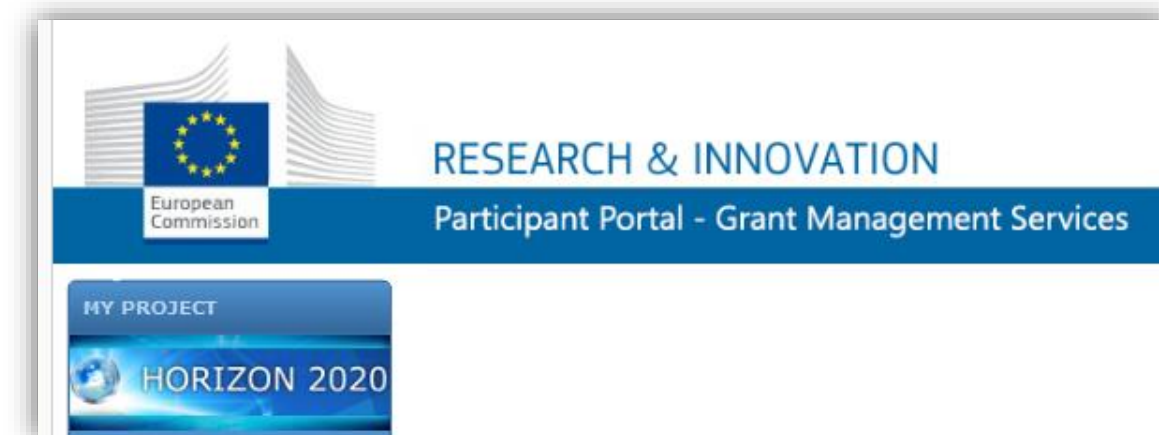 European
Commission
RESEARCH & INNOVATION
Participant Portal - Grant Management Services
MY PROJECT
HORIZON 2020